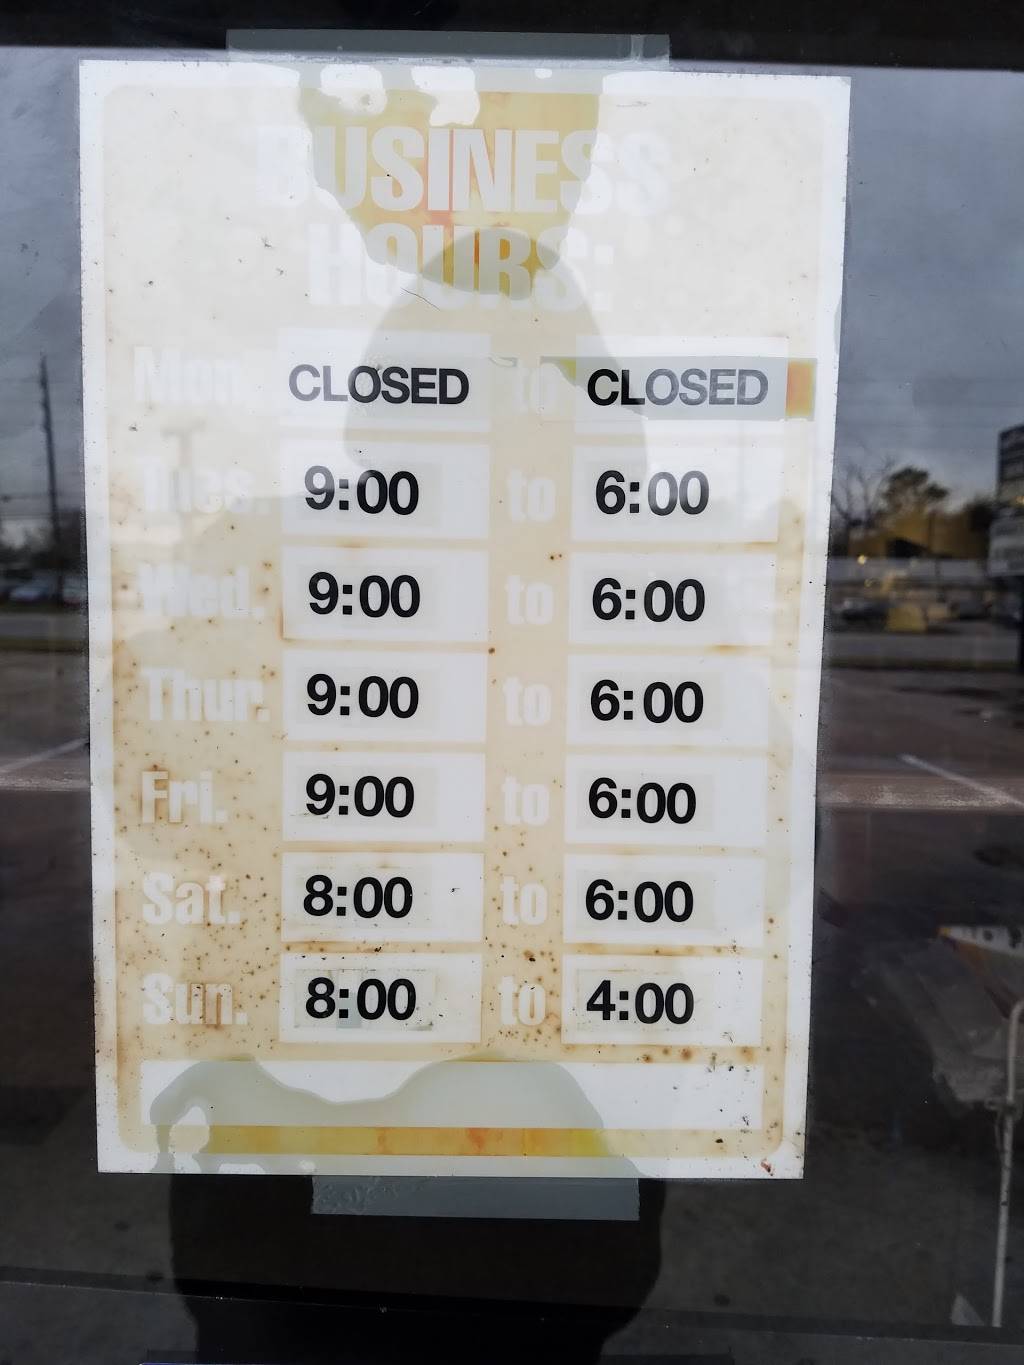 BUSINESS
HOURS:
Mon. CLOSED to CLOSED
Tues. 9:00 to 6:00
Wed. 9:00 to 6:00
Thur. 9:00 to 6:00
Fri. 9:00 to 6:00
Sat. 8:00 to 6:00
Sun. 8:00 to 4:00